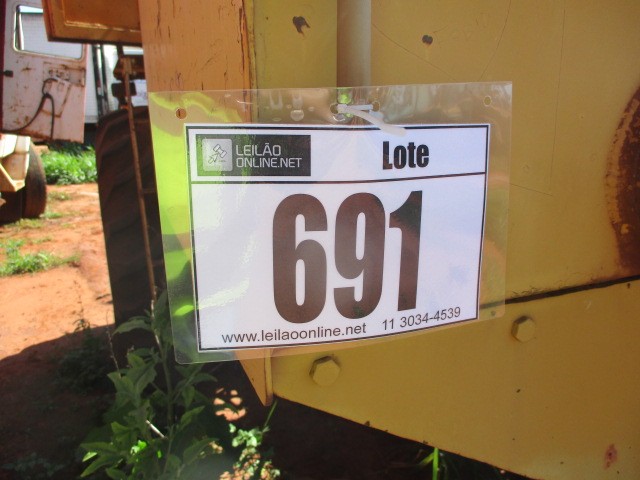 LEILÃO
ONLINE.NET
Lote
691
www.leilaoonline.net 11 3034-4539